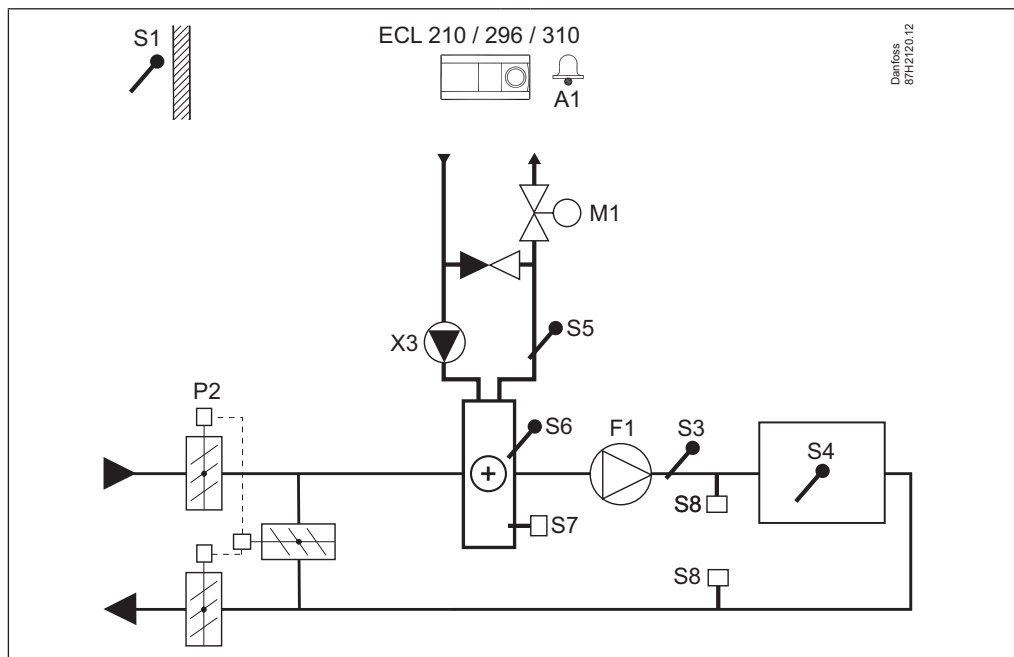 S1
ECL 210 / 296 / 310
A1
Danfoss
87H2120.12
M1
X3
S5
P2
S6
F1
S3
S4
S8
S7
S8